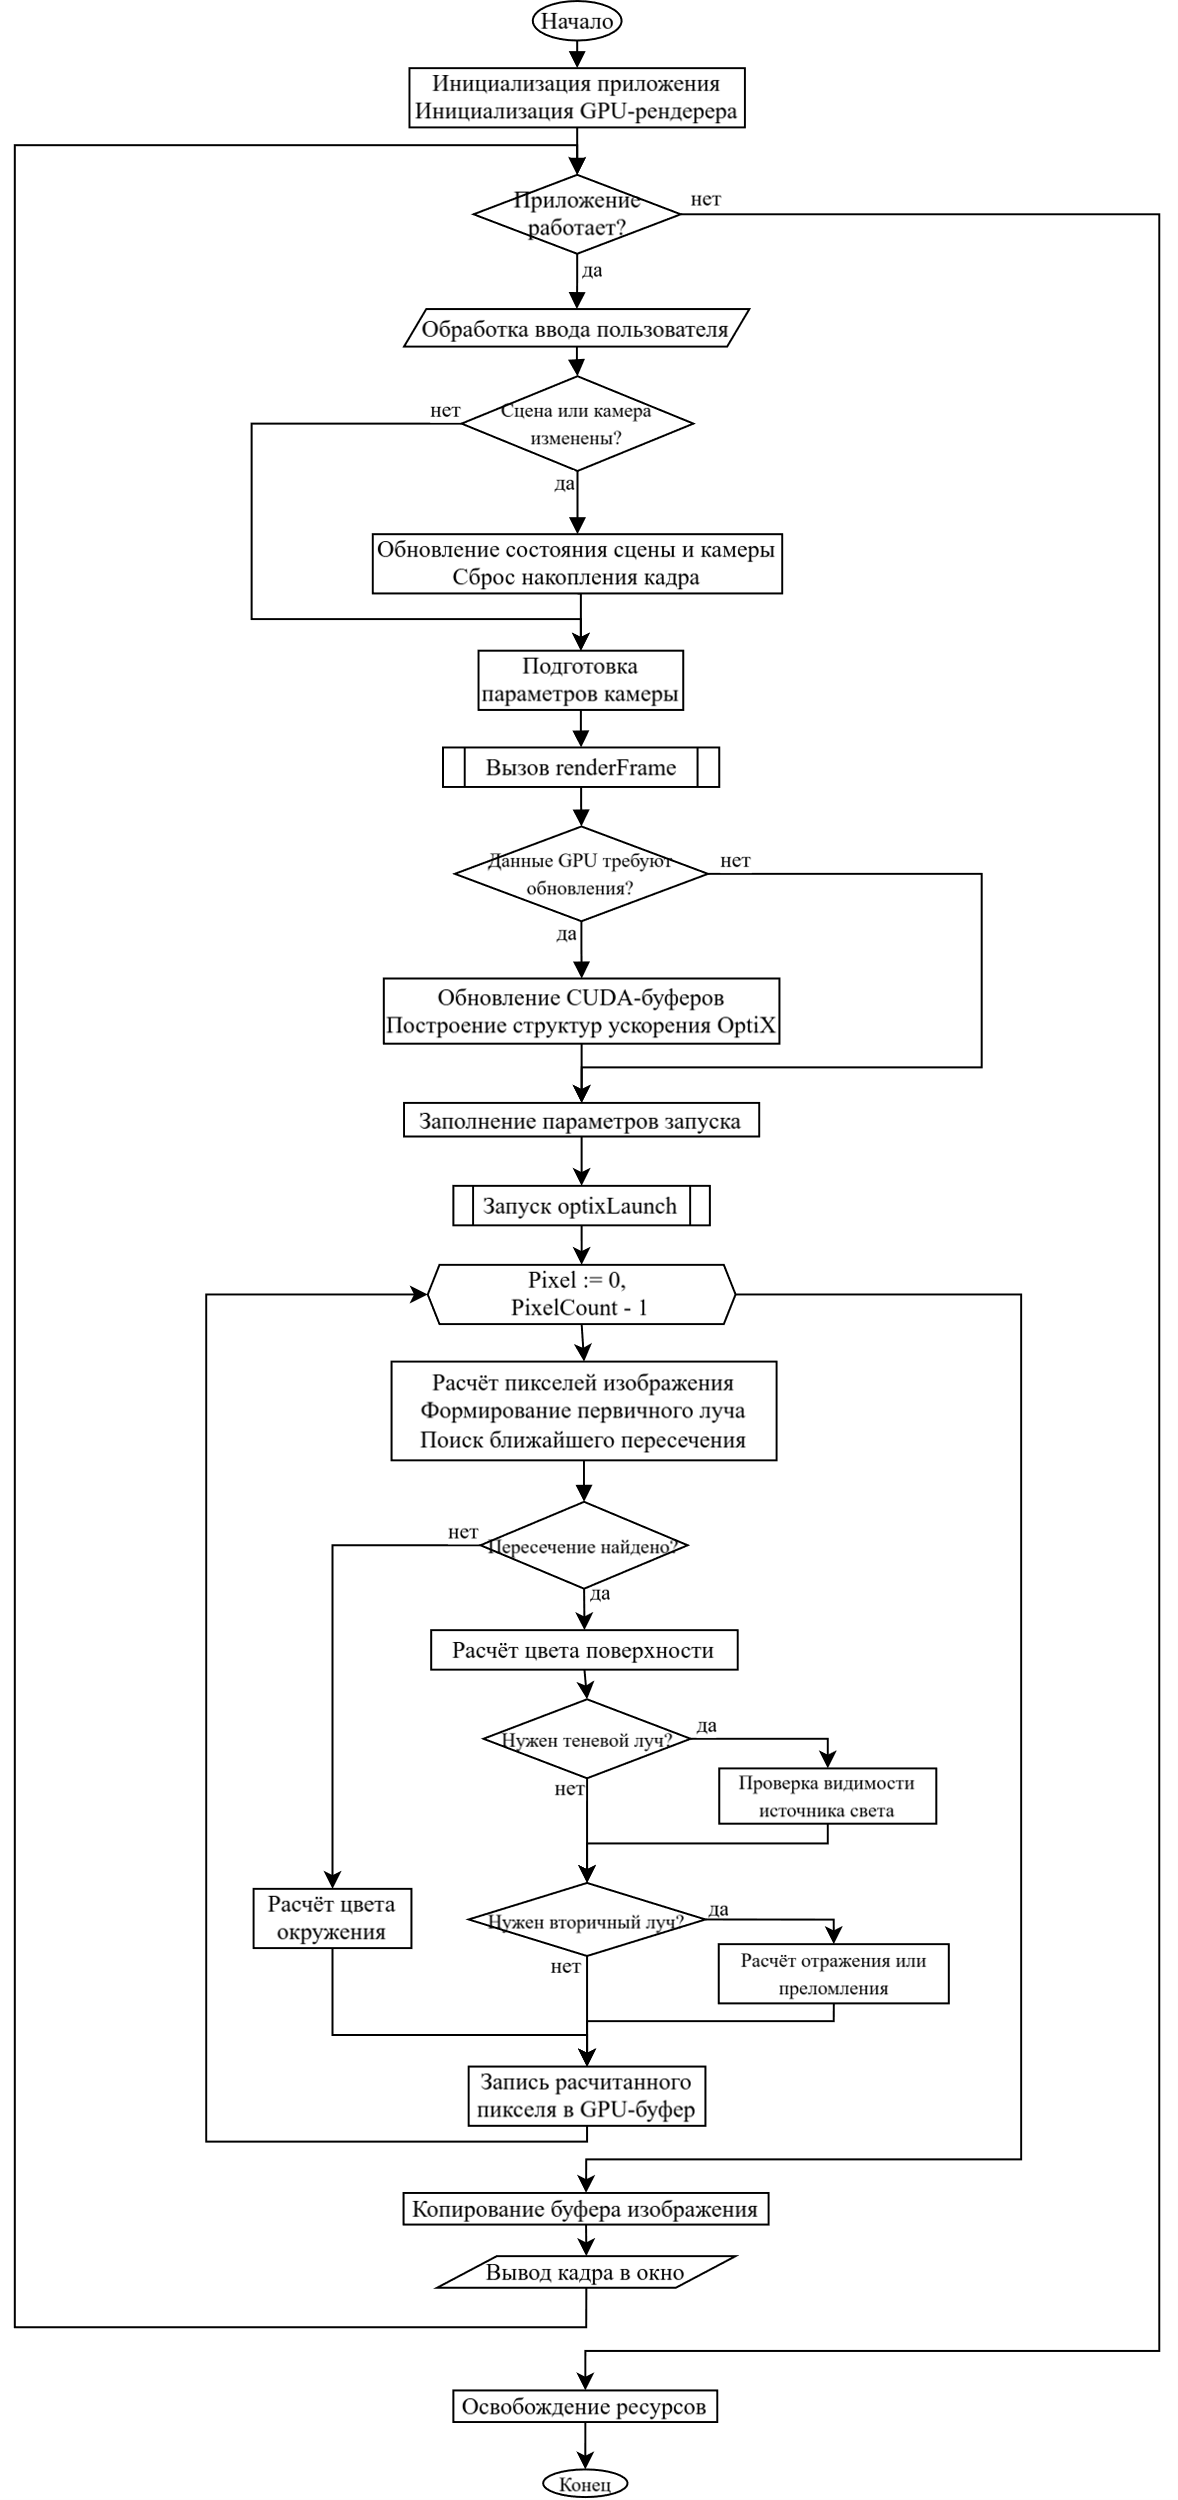 Начало
Инициализация приложения
Инициализация GPU-рендерера
Приложение
работает?
нет
да
Обработка ввода пользователя
нет
Сцена или камера
изменены?
да
Обновление состояния сцены и камеры
Сброс накопления кадра
Подготовка
параметров камеры
Вызов renderFrame
Данные GPU требуют
обновления?
нет
да
Обновление CUDA-буферов
Построение структур ускорения OptiX
Заполнение параметров запуска
Запуск optixLaunch
Pixel := 0,
PixelCount - 1
Расчёт пикселей изображения
Формирование первичного луча
Поиск ближайшего пересечения
нет
Пересечение найдено?
да
Расчёт цвета поверхности
Нужен теневой луч?
да
нет
Проверка видимости
источника света
Расчёт цвета
окружения
Нужен вторичный луч?
да
нет
Расчёт отражения или
преломления
Запись расчитанного
пикселя в GPU-буфер
Копирование буфера изображения
Вывод кадра в окно
Освобождение ресурсов
Конец